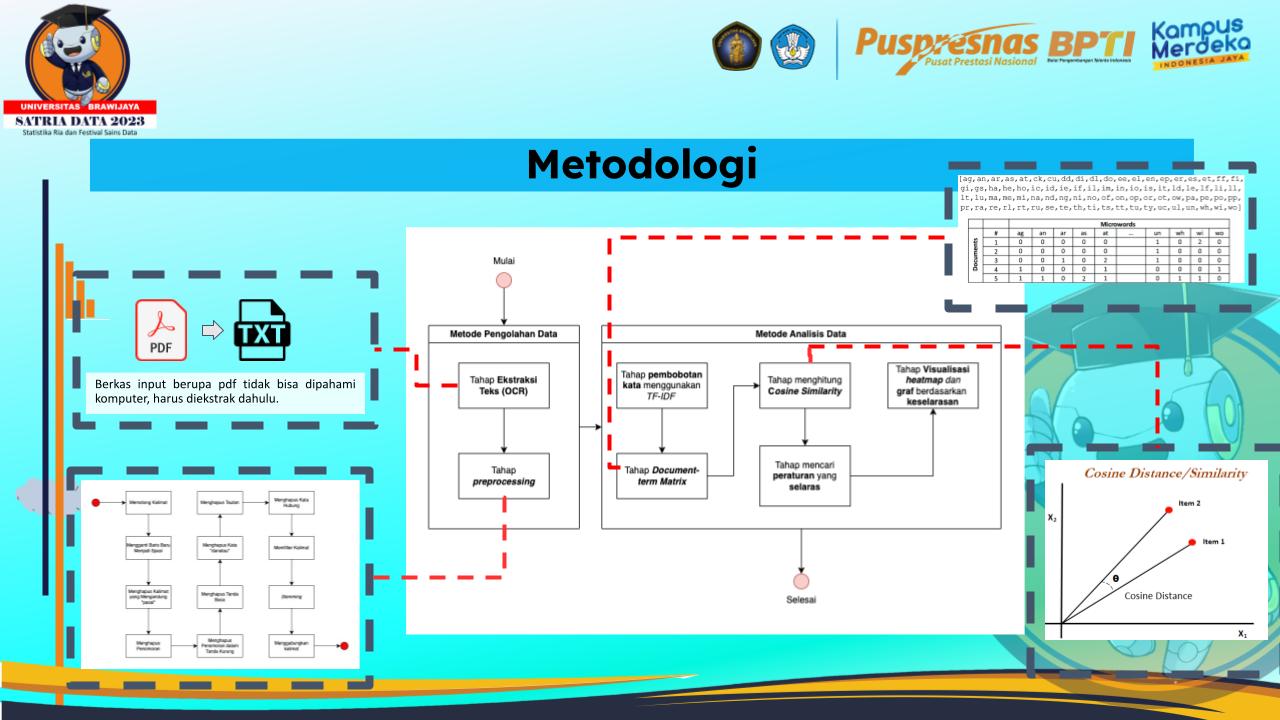 UNIVERSITAS BRAWIJAYA
SATRIA DATA 2023
Statistika Ria dan Festival Sains Data
Puspresnas
Pusat Prestasi Nasional
BPTI
Balai Pengembangan Talenta Indonesia
Kampus
Merdeka
INDONESIA JAYA
Metodologi
[ag,an,ar,as,at,ck,cu,dd,di,dl,do,ee,el,en,ep,er,es,et,ff,fi,
gi,gs,ha,he,ho,ic,id,ie,if,il,im,in,io,is,it,ld,le,lf,li,ll,
lt,lu,ma,me,mi,na,nd,ng,ni,no,of,on,op,or,ot,ow,pa,pe,po,pp,
pr,ra,re,rl,rt,ru,se,te,th,ti,ts,tt,tu,ty,uc,ul,un,wh,wi,wo]
Microwords
Documents
# ag an ar as at ... un wh wi wo
1 0 0 0 0 0 1 0 2 0
2 0 0 0 0 0 1 0 0 0
3 0 0 1 0 2 1 0 0 0
4 1 0 0 0 1 0 0 0 1
5 1 1 0 2 1 0 1 1 0
PDF
TXT
Berkas input berupa pdf tidak bisa dipahami
komputer, harus diekstrak dahulu.
Mulai
Metode Pengolahan Data
Tahap Ekstraksi
Teks (OCR)
Tahap
preprocessing
Metode Analisis Data
Tahap pembobotan
kata menggunakan
TF-IDF
Tahap Document-
term Matrix
Tahap menghitung
Cosine Similarity
Tahap mencari
peraturan yang
selaras
Tahap Visualisasi
heatmap dan
graf berdasarkan
keselarasan
Selesai
Memotong Kalimat
Mengganti Baris Baru
Menjadi Spasi
Menghapus Kalimat
yang Mengandung
"pasal"
Menghapus
Penomoran
Menghapus
Penomoran dalam
Tanda Kurung
Menghapus Tanda
Baca
Menghapus Kata
"dan/atau"
Menghapus Tautan
Menghapus Kata
Hubung
Memfilter Kalimat
Stemming
Menggabungkan
kalimat
Cosine Distance/Similarity
X₂
Item 2
Item 1
θ
Cosine Distance
X₁